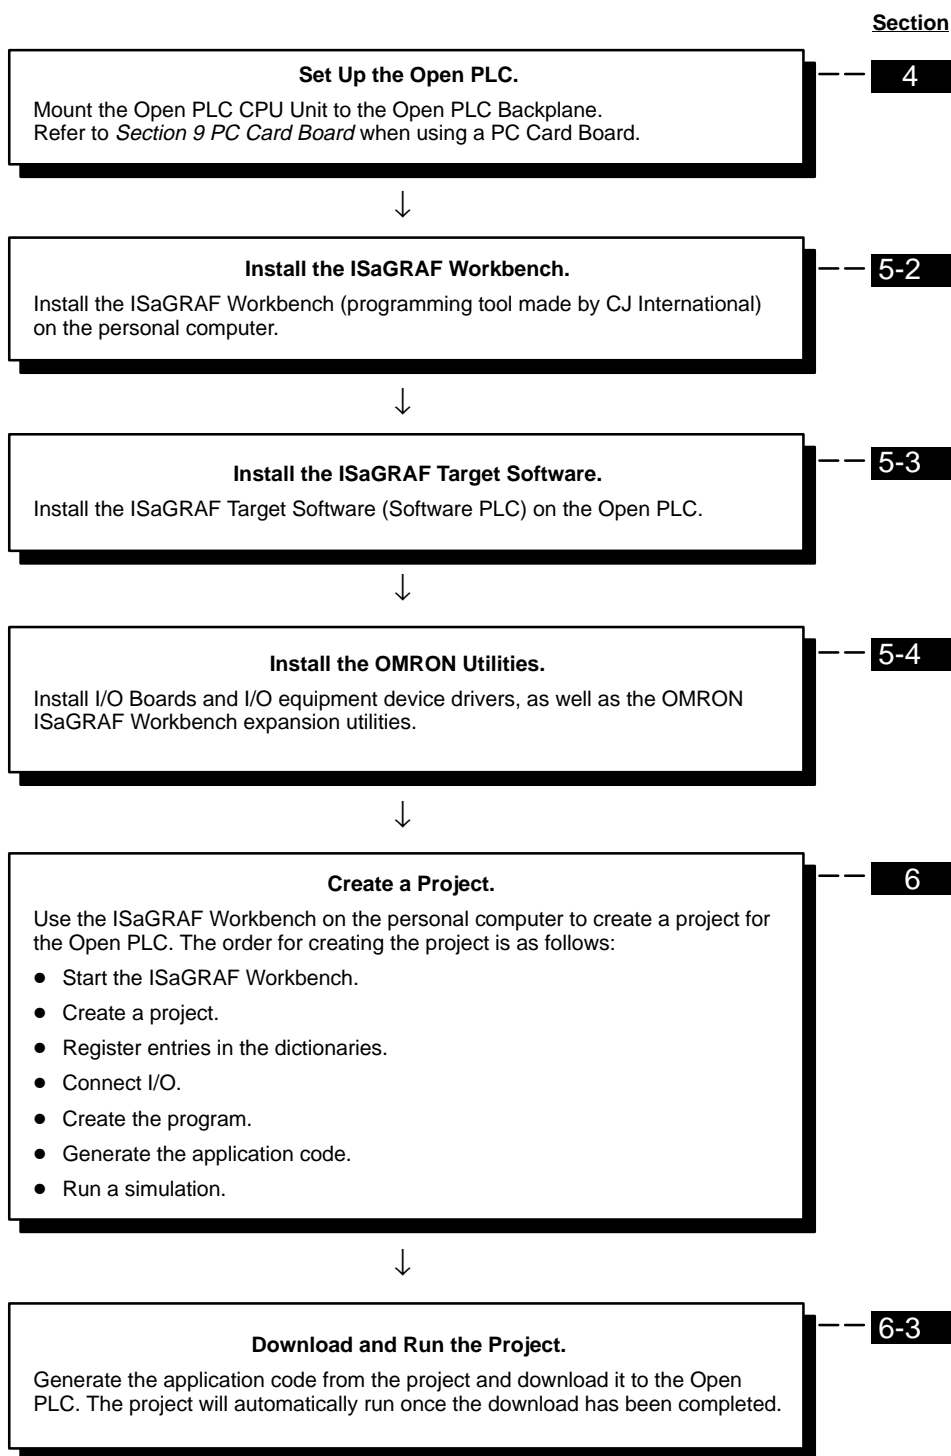 Section
Set Up the Open PLC.
4
Mount the Open PLC CPU Unit to the Open PLC Backplane.
Refer to Section 9 PC Card Board when using a PC Card Board.
↓
Install the ISaGRAF Workbench.
5-2
Install the ISaGRAF Workbench (programming tool made by CJ International)
on the personal computer.
↓
Install the ISaGRAF Target Software.
5-3
Install the ISaGRAF Target Software (Software PLC) on the Open PLC.
↓
Install the OMRON Utilities.
5-4
Install I/O Boards and I/O equipment device drivers, as well as the OMRON
ISaGRAF Workbench expansion utilities.
↓
Create a Project.
6
Use the ISaGRAF Workbench on the personal computer to create a project for
the Open PLC. The order for creating the project is as follows:
● Start the ISaGRAF Workbench.
● Create a project.
● Register entries in the dictionaries.
● Connect I/O.
● Create the program.
● Generate the application code.
● Run a simulation.
↓
Download and Run the Project.
6-3
Generate the application code from the project and download it to the Open
PLC. The project will automatically run once the download has been completed.